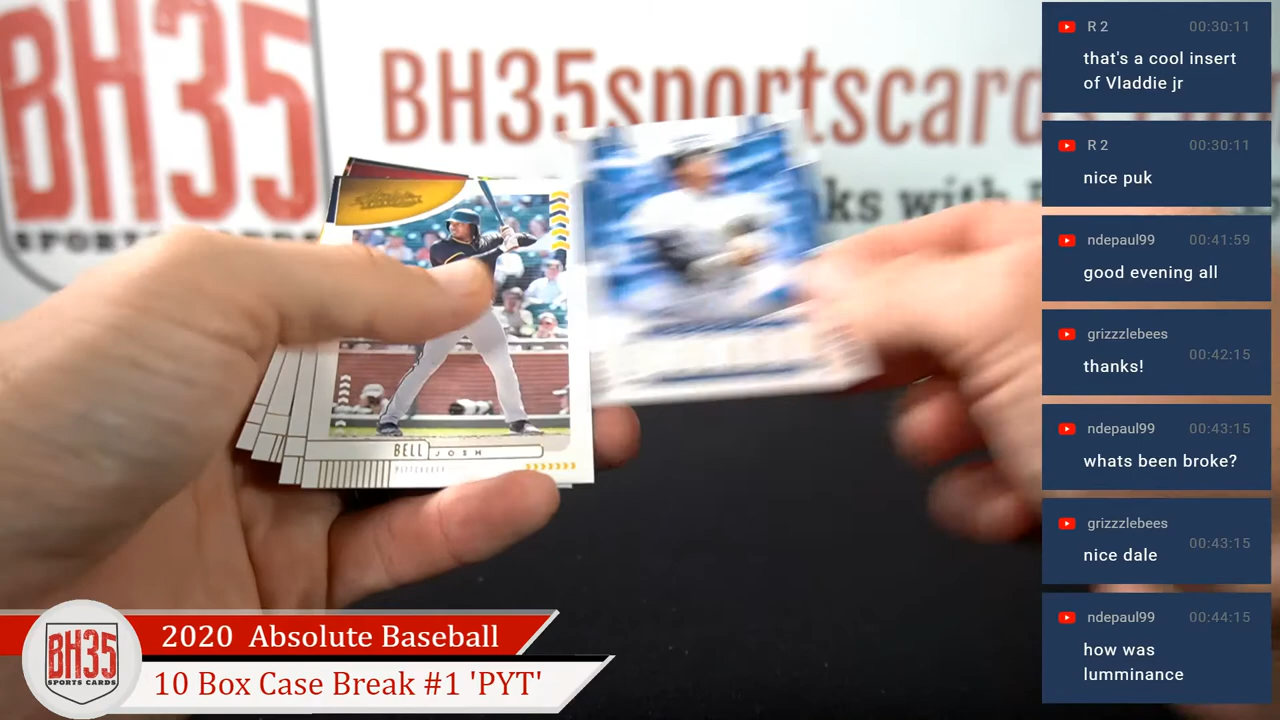 BH35
SPORTS CARDS
BH35sportscard
ks with
BELL JOSH
PITTSBURGH
BH35
SPORTS CARDS
2020 Absolute Baseball
10 Box Case Break #1 'PYT'
R 2 00:30:11
that's a cool insert
of Vladdie jr
R 2 00:30:11
nice puk
ndepaul99 00:41:59
good evening all
grizzzlebees 00:42:15
thanks!
ndepaul99 00:43:15
whats been broke?
grizzzlebees 00:43:15
nice dale
ndepaul99 00:44:15
how was
lumminance